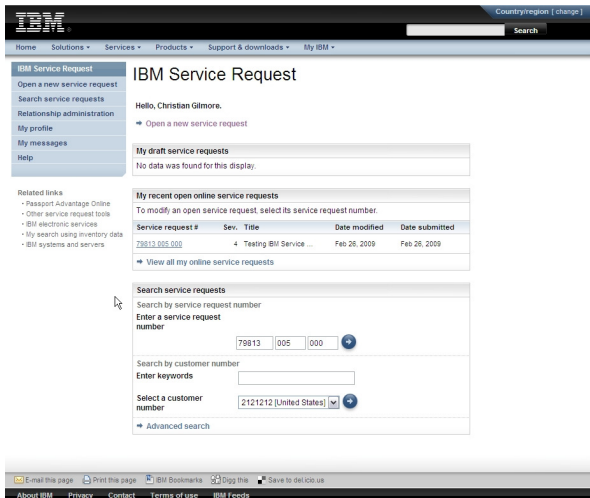 Country/region [ change ]
IBM®
Search
Home Solutions Services Products Support & downloads My IBM
IBM Service Request
Open a new service request
Search service requests
Relationship administration
My profile
My messages
Help
Related links
• Passport Advantage Online
• Other service request tools
• IBM electronic services
• My search using inventory data
• IBM systems and servers
IBM Service Request
Hello, Christian Gilmore.
Open a new service request
My draft service requests
No data was found for this display.
My recent open online service requests
To modify an open service request, select its service request number.
Service request # Sev. Title Date modified Date submitted
79813 005 000 4 Testing IBM Service ... Feb 26, 2009 Feb 26, 2009
View all my online service requests
Search service requests
Search by service request number
Enter a service request
number
79813 005 000
Search by customer number
Enter keywords
Select a customer
number
2121212 [United States]
Advanced search
E-mail this page Print this page IBM Bookmarks Digg this Save to del.icio.us
About IBM Privacy Contact Terms of use IBM Feeds